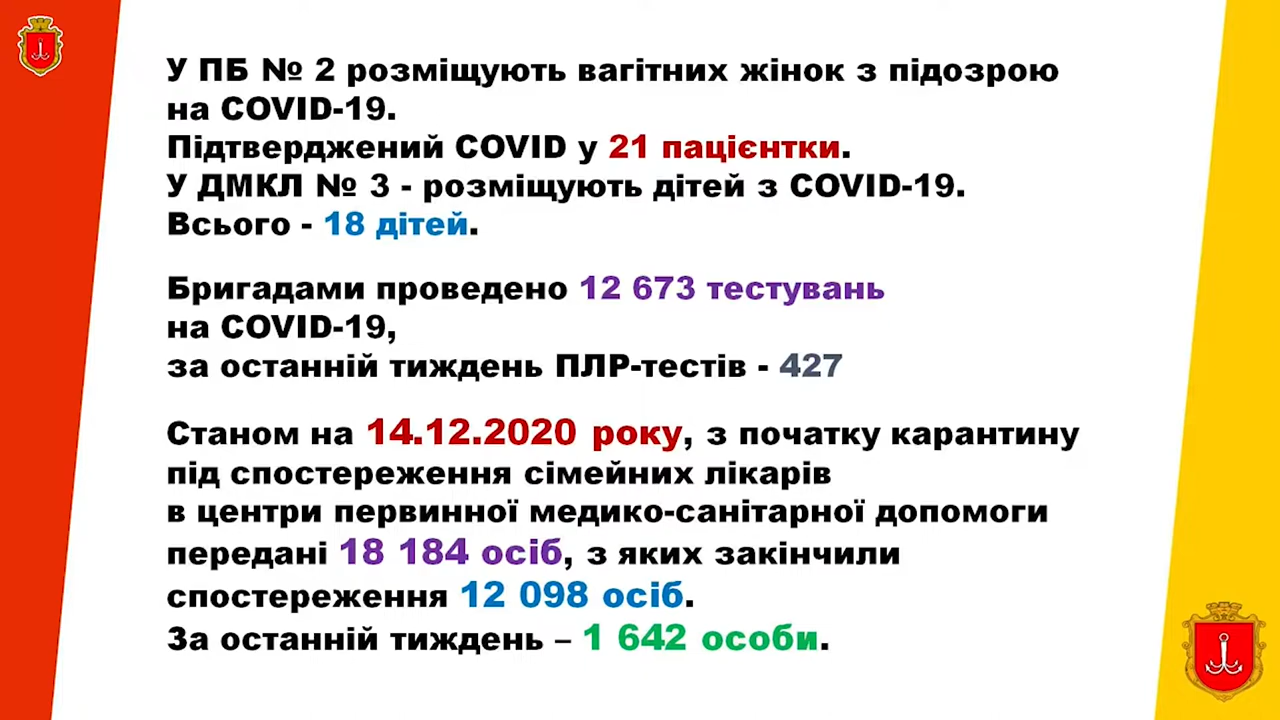 У ПБ № 2 розміщують вагітних жінок з підозрою
на COVID-19.
Підтверджений COVID у 21 пацієнтки.
У ДМКЛ № 3 - розміщують дітей з COVID-19.
Всього - 18 дітей.
Бригадами проведено 12 673 тестувань
на COVID-19,
за останній тиждень ПЛР-тестів - 427
Станом на 14.12.2020 року, з початку карантину
під спостереження сімейних лікарів
в центри первинної медико-санітарної допомоги
передані 18 184 осіб, з яких закінчили
спостереження 12 098 осіб.
За останній тиждень – 1 642 особи.